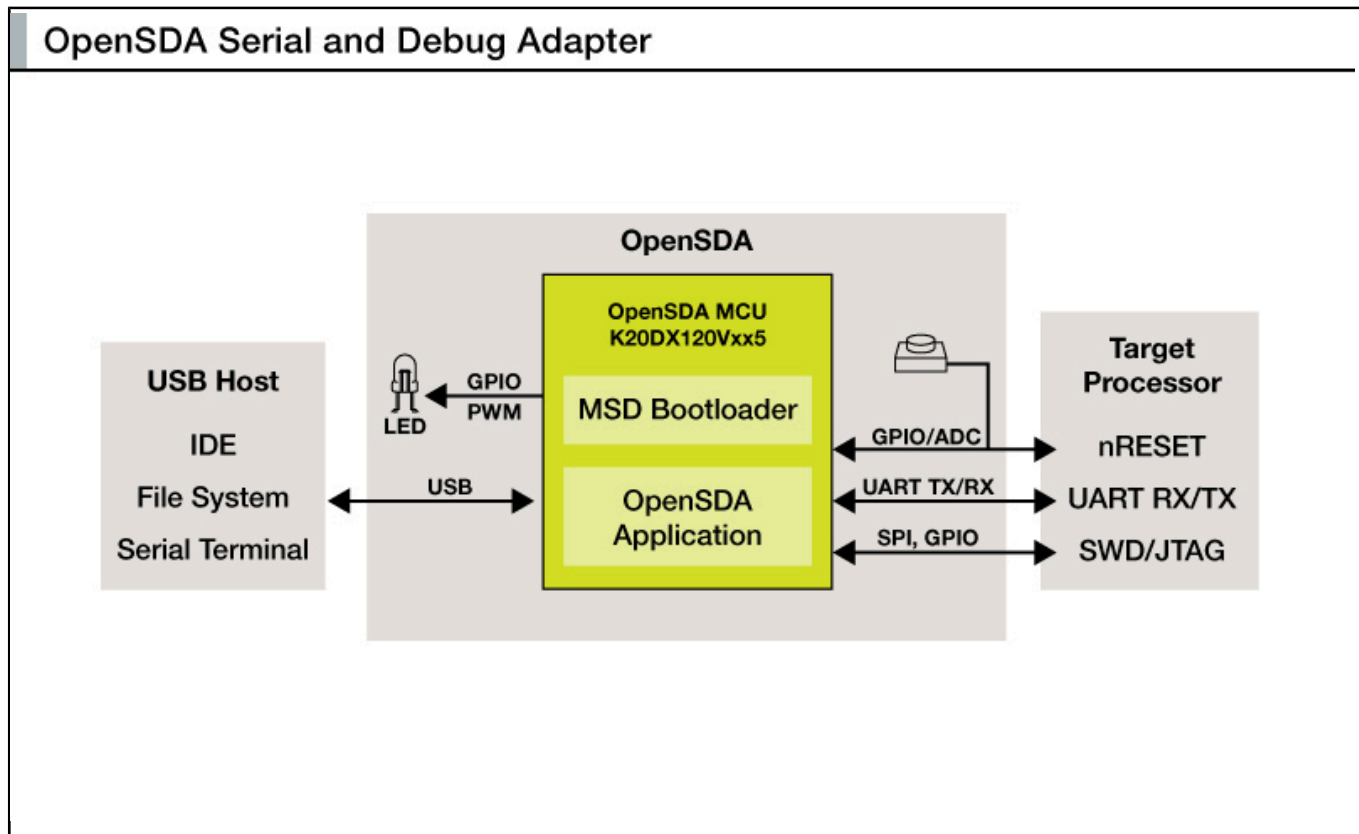 OpenSDA Serial and Debug Adapter
OpenSDA
OpenSDA MCU
K20DX120Vxx5
MSD Bootloader
OpenSDA
Application
USB Host
IDE
File System
Serial Terminal
LED
GPIO
PWM
USB
GPIO/ADC
UART TX/RX
SPI, GPIO
Target
Processor
nRESET
UART RX/TX
SWD/JTAG